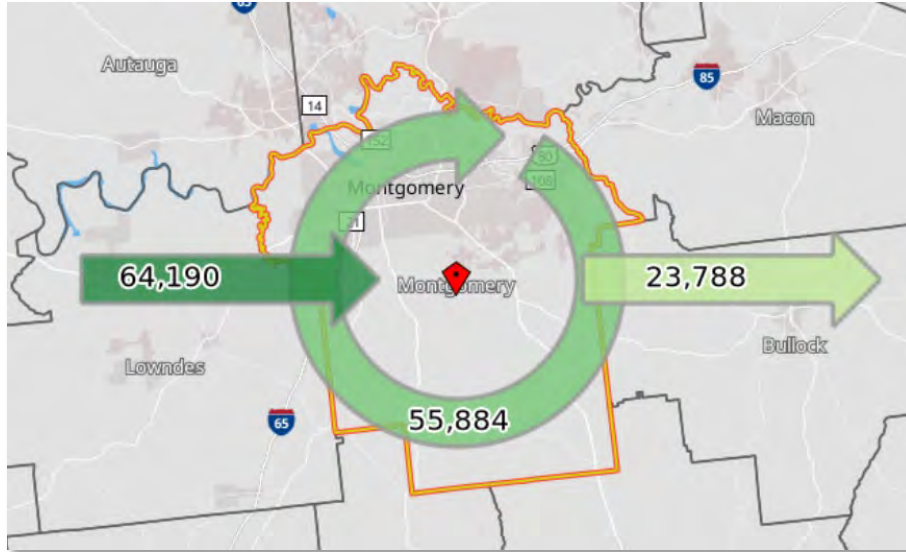 85
Autauga
85
14
Macon
152
80
108
Montgomery
31
64,190
Montgomery
23,788
Bullock
Lowndes
55,884
65